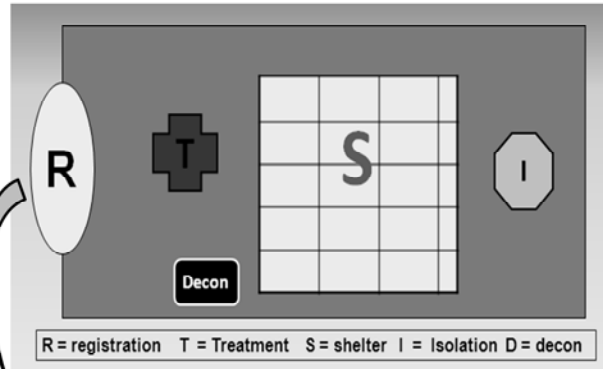 R
T
S
I
Decon
R = registration T = Treatment S = shelter I = Isolation D = decon